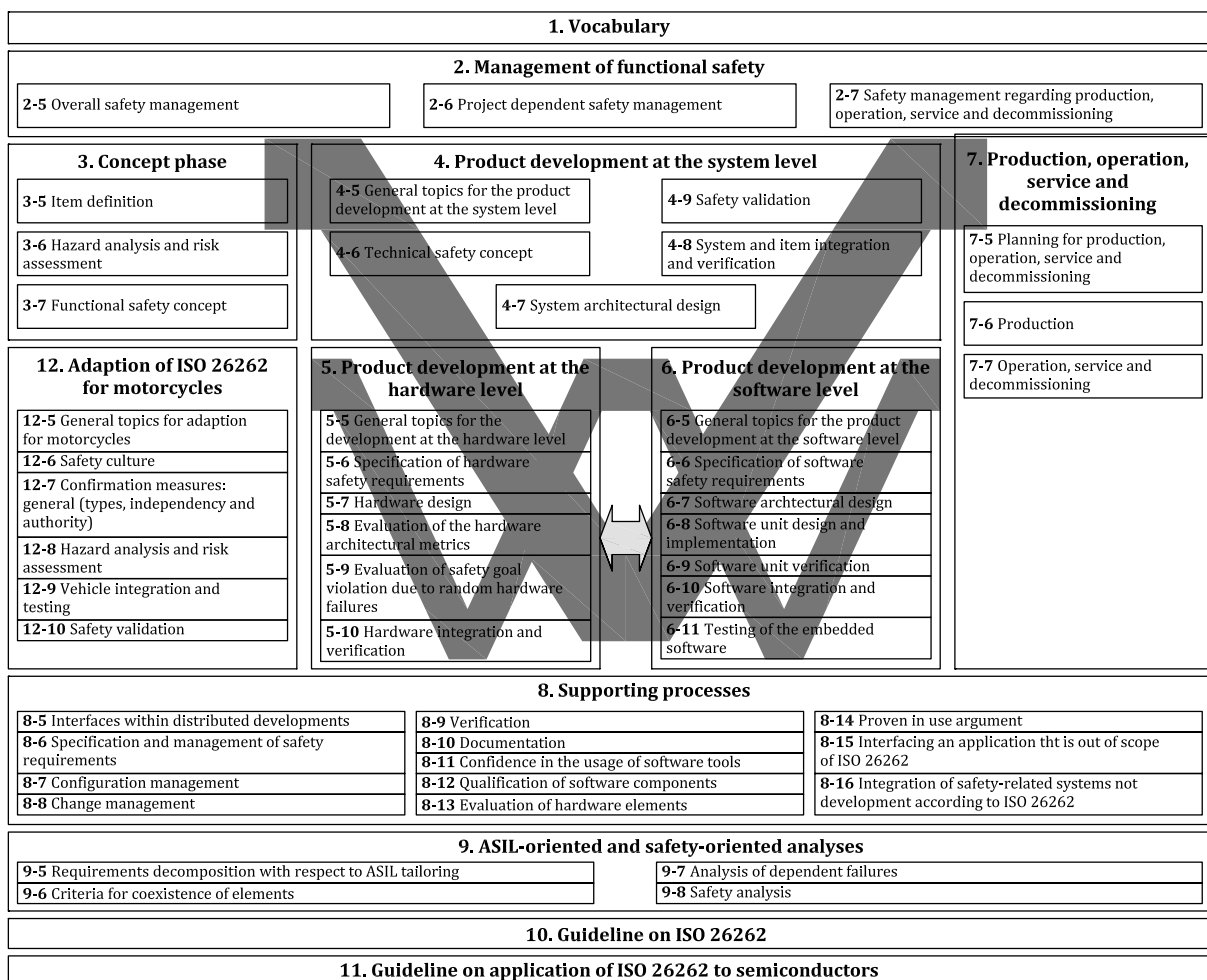 1. Vocabulary
2. Management of functional safety
2-5 Overall safety management
2-6 Project dependent safety management
2-7 Safety management regarding production,
operation, service and decommissioning
3. Concept phase
3-5 Item definition
3-6 Hazard analysis and risk
assessment
3-7 Functional safety concept
4. Product development at the system level
4-5 General topics for the product
development at the system level
4-6 Technical safety concept
4-7 System architectural design
4-9 Safety validation
4-8 System and item integration
and verification
7. Production, operation,
service and
decommissioning
7-5 Planning for production,
operation, service and
decommissioning
7-6 Production
7-7 Operation, service and
decommissioning
12. Adaption of ISO 26262
for motorcycles
12-5 General topics for adaption
for motorcycles
12-6 Safety culture
12-7 Confirmation measures:
general (types, independency and
authority)
12-8 Hazard analysis and risk
assessment
12-9 Vehicle integration and
testing
12-10 Safety validation
5. Product development at the
hardware level
5-5 General topics for the
development at the hardware level
5-6 Specification of hardware
safety requirements
5-7 Hardware design
5-8 Evaluation of the hardware
architectural metrics
5-9 Evaluation of safety goal
violation due to random hardware
failures
5-10 Hardware integration and
verification
6. Product development at the
software level
6-5 General topics for the product
development at the software level
6-6 Specification of software
safety requirements
6-7 Software archtectural design
6-8 Software unit design and
implementation
6-9 Software unit verification
6-10 Software integration and
verification
6-11 Testing of the embedded
software
8. Supporting processes
8-5 Interfaces within distributed developments
8-6 Specification and management of safety
requirements
8-7 Configuration management
8-8 Change management
8-9 Verification
8-10 Documentation
8-11 Confidence in the usage of software tools
8-12 Qualification of software components
8-13 Evaluation of hardware elements
8-14 Proven in use argument
8-15 Interfacing an application tht is out of scope
of ISO 26262
8-16 Integration of safety-related systems not
development according to ISO 26262
9. ASIL-oriented and safety-oriented analyses
9-5 Requirements decomposition with respect to ASIL tailoring
9-6 Criteria for coexistence of elements
9-7 Analysis of dependent failures
9-8 Safety analysis
10. Guideline on ISO 26262
11. Guideline on application of ISO 26262 to semiconductors